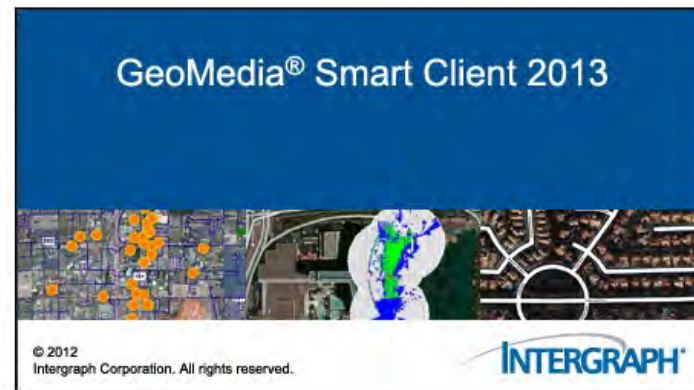 GeoMedia® Smart Client 2013
© 2012
Intergraph Corporation. All rights reserved.
INTERGRAPH®